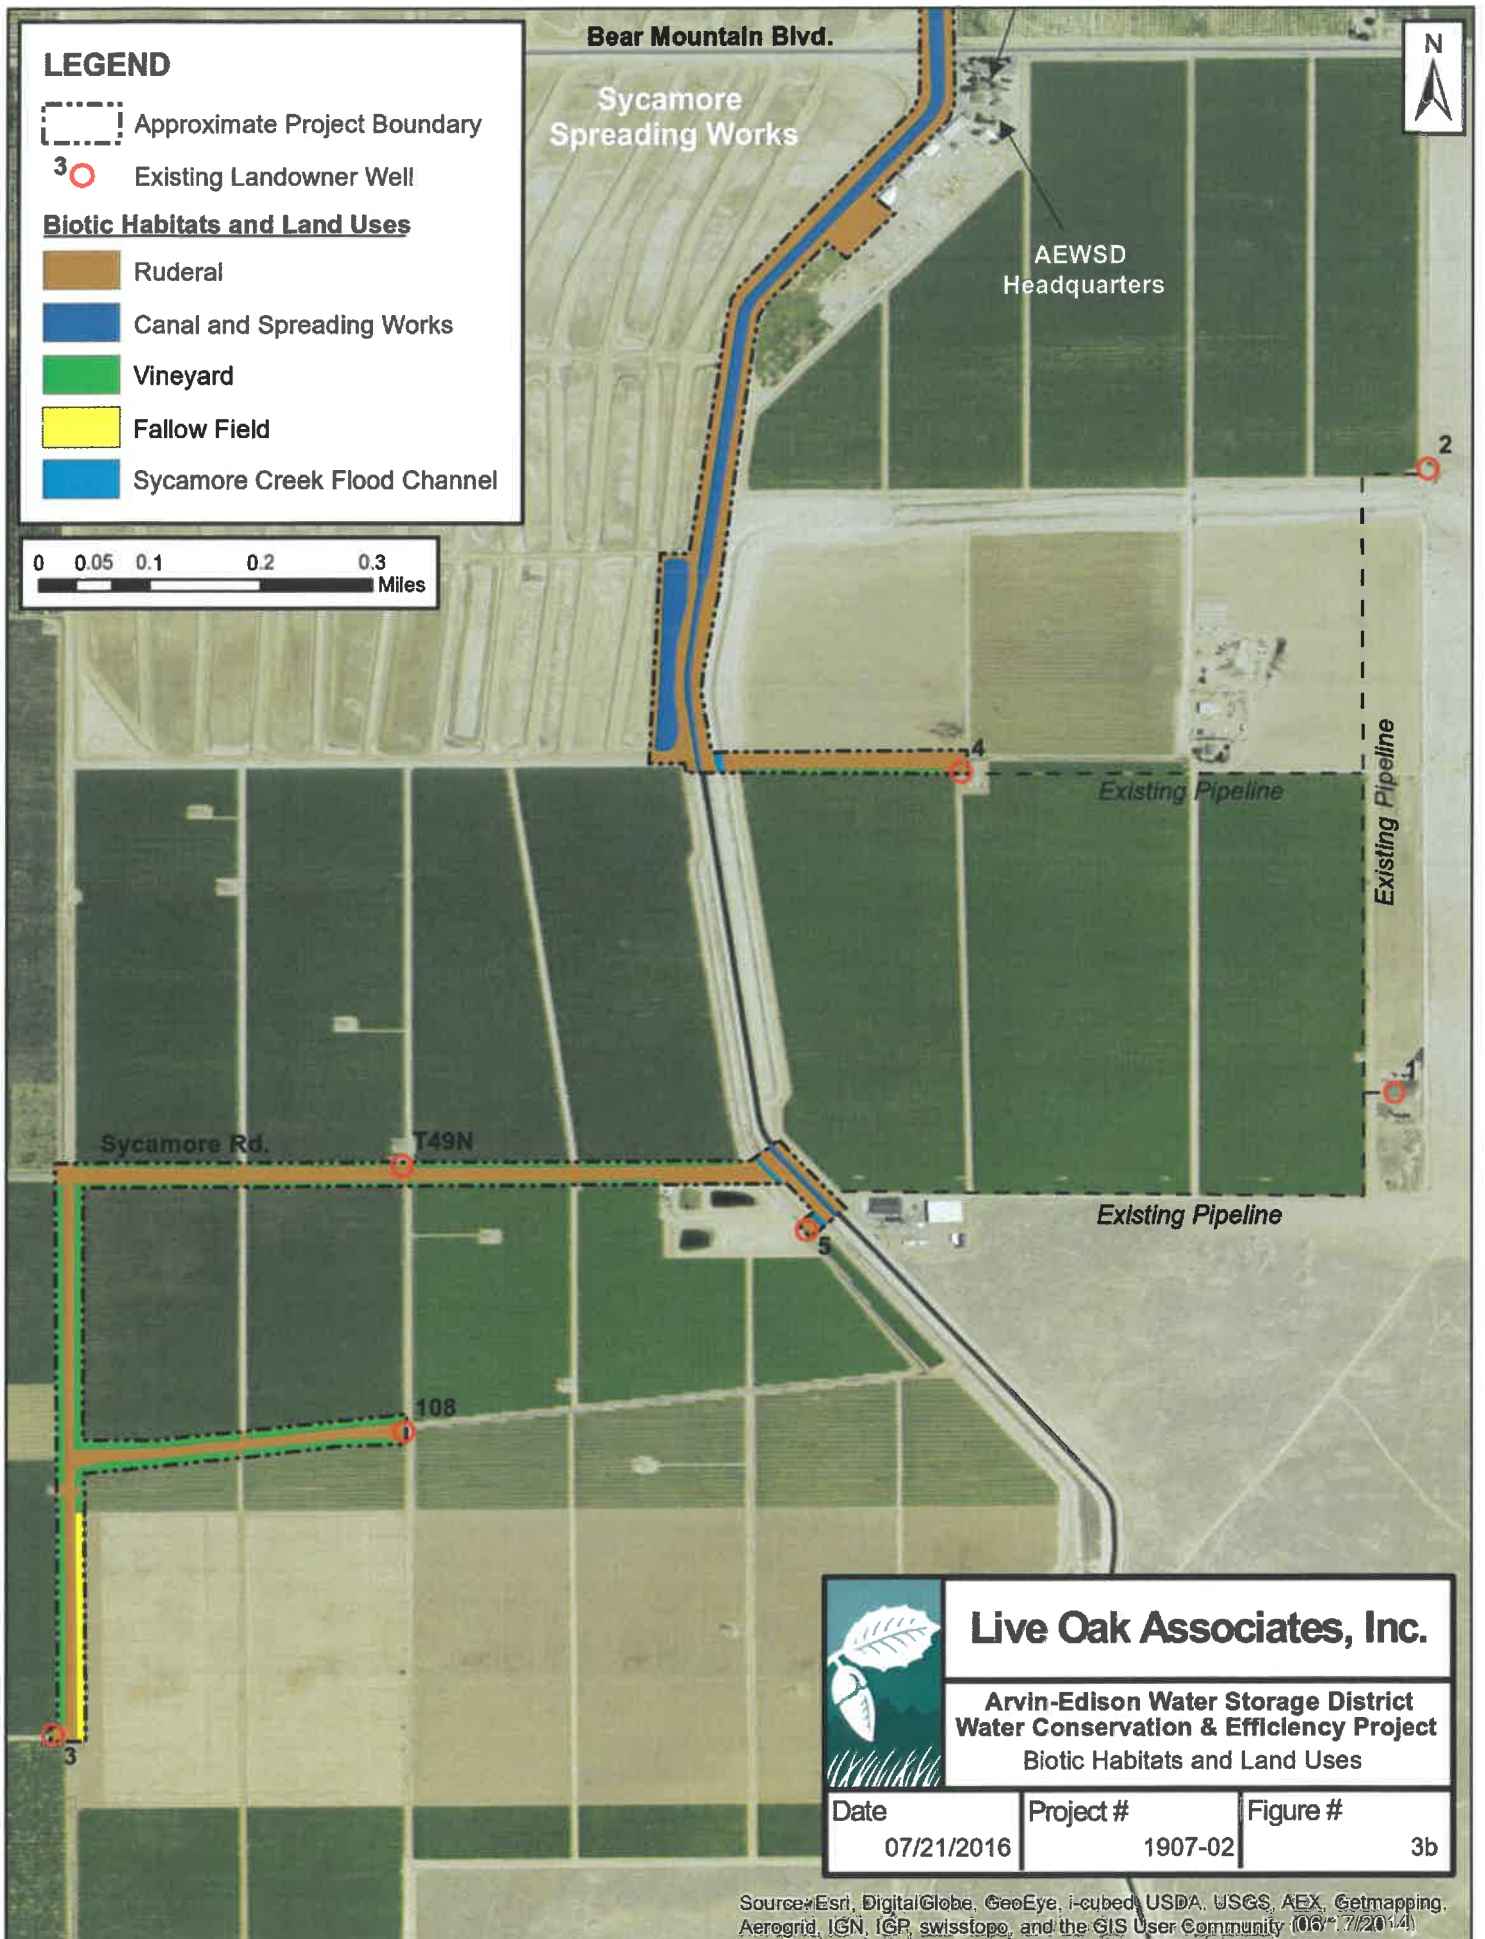 Bear Mountain Blvd.
N
LEGEND
Approximate Project Boundary
3
Existing Landowner Well
Biotic Habitats and Land Uses
Ruderal
Canal and Spreading Works
Vineyard
Fallow Field
Sycamore Creek Flood Channel
Sycamore
Spreading Works
AEWSD
Headquarters
0 0.05 0.1 0.2 0.3
Miles
2
4
Existing Pipeline
Existing Pipeline
1
Sycamore Rd.
T49N
Existing Pipeline
5
108
3
Live Oak Associates, Inc.
Arvin-Edison Water Storage District
Water Conservation & Efficiency Project
Biotic Habitats and Land Uses
Date
07/21/2016
Project #
1907-02
Figure #
3b
Source: Esri, DigitalGlobe, GeoEye, i-cubed, USDA, USGS, AEX, Getmapping,
Aerogrid, IGN, IGP, swisstopo, and the GIS User Community